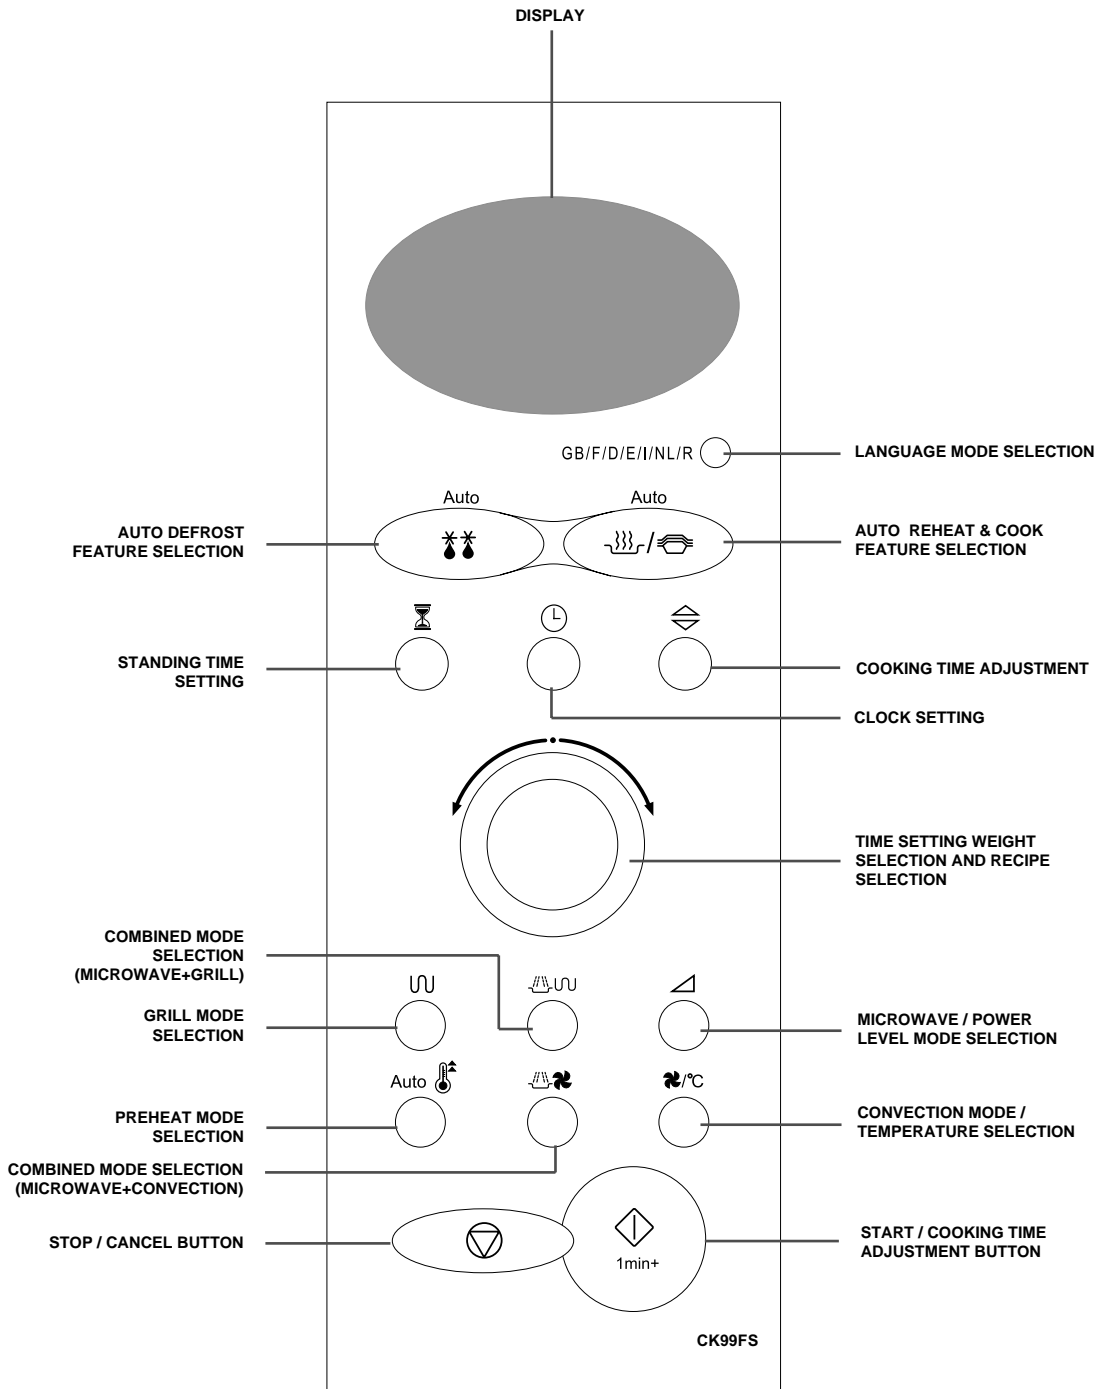 DISPLAY
GB/F/D/E/I/NL/R
LANGUAGE MODE SELECTION
Auto
Auto
AUTO DEFROST
FEATURE SELECTION
AUTO REHEAT & COOK
FEATURE SELECTION
STANDING TIME
SETTING
COOKING TIME ADJUSTMENT
CLOCK SETTING
TIME SETTING WEIGHT
SELECTION AND RECIPE
SELECTION
COMBINED MODE
SELECTION
(MICROWAVE+GRILL)
GRILL MODE
SELECTION
MICROWAVE / POWER
LEVEL MODE SELECTION
Auto
/°C
PREHEAT MODE
SELECTION
CONVECTION MODE /
TEMPERATURE SELECTION
COMBINED MODE SELECTION
(MICROWAVE+CONVECTION)
STOP / CANCEL BUTTON
1min+
START / COOKING TIME
ADJUSTMENT BUTTON
CK99FS